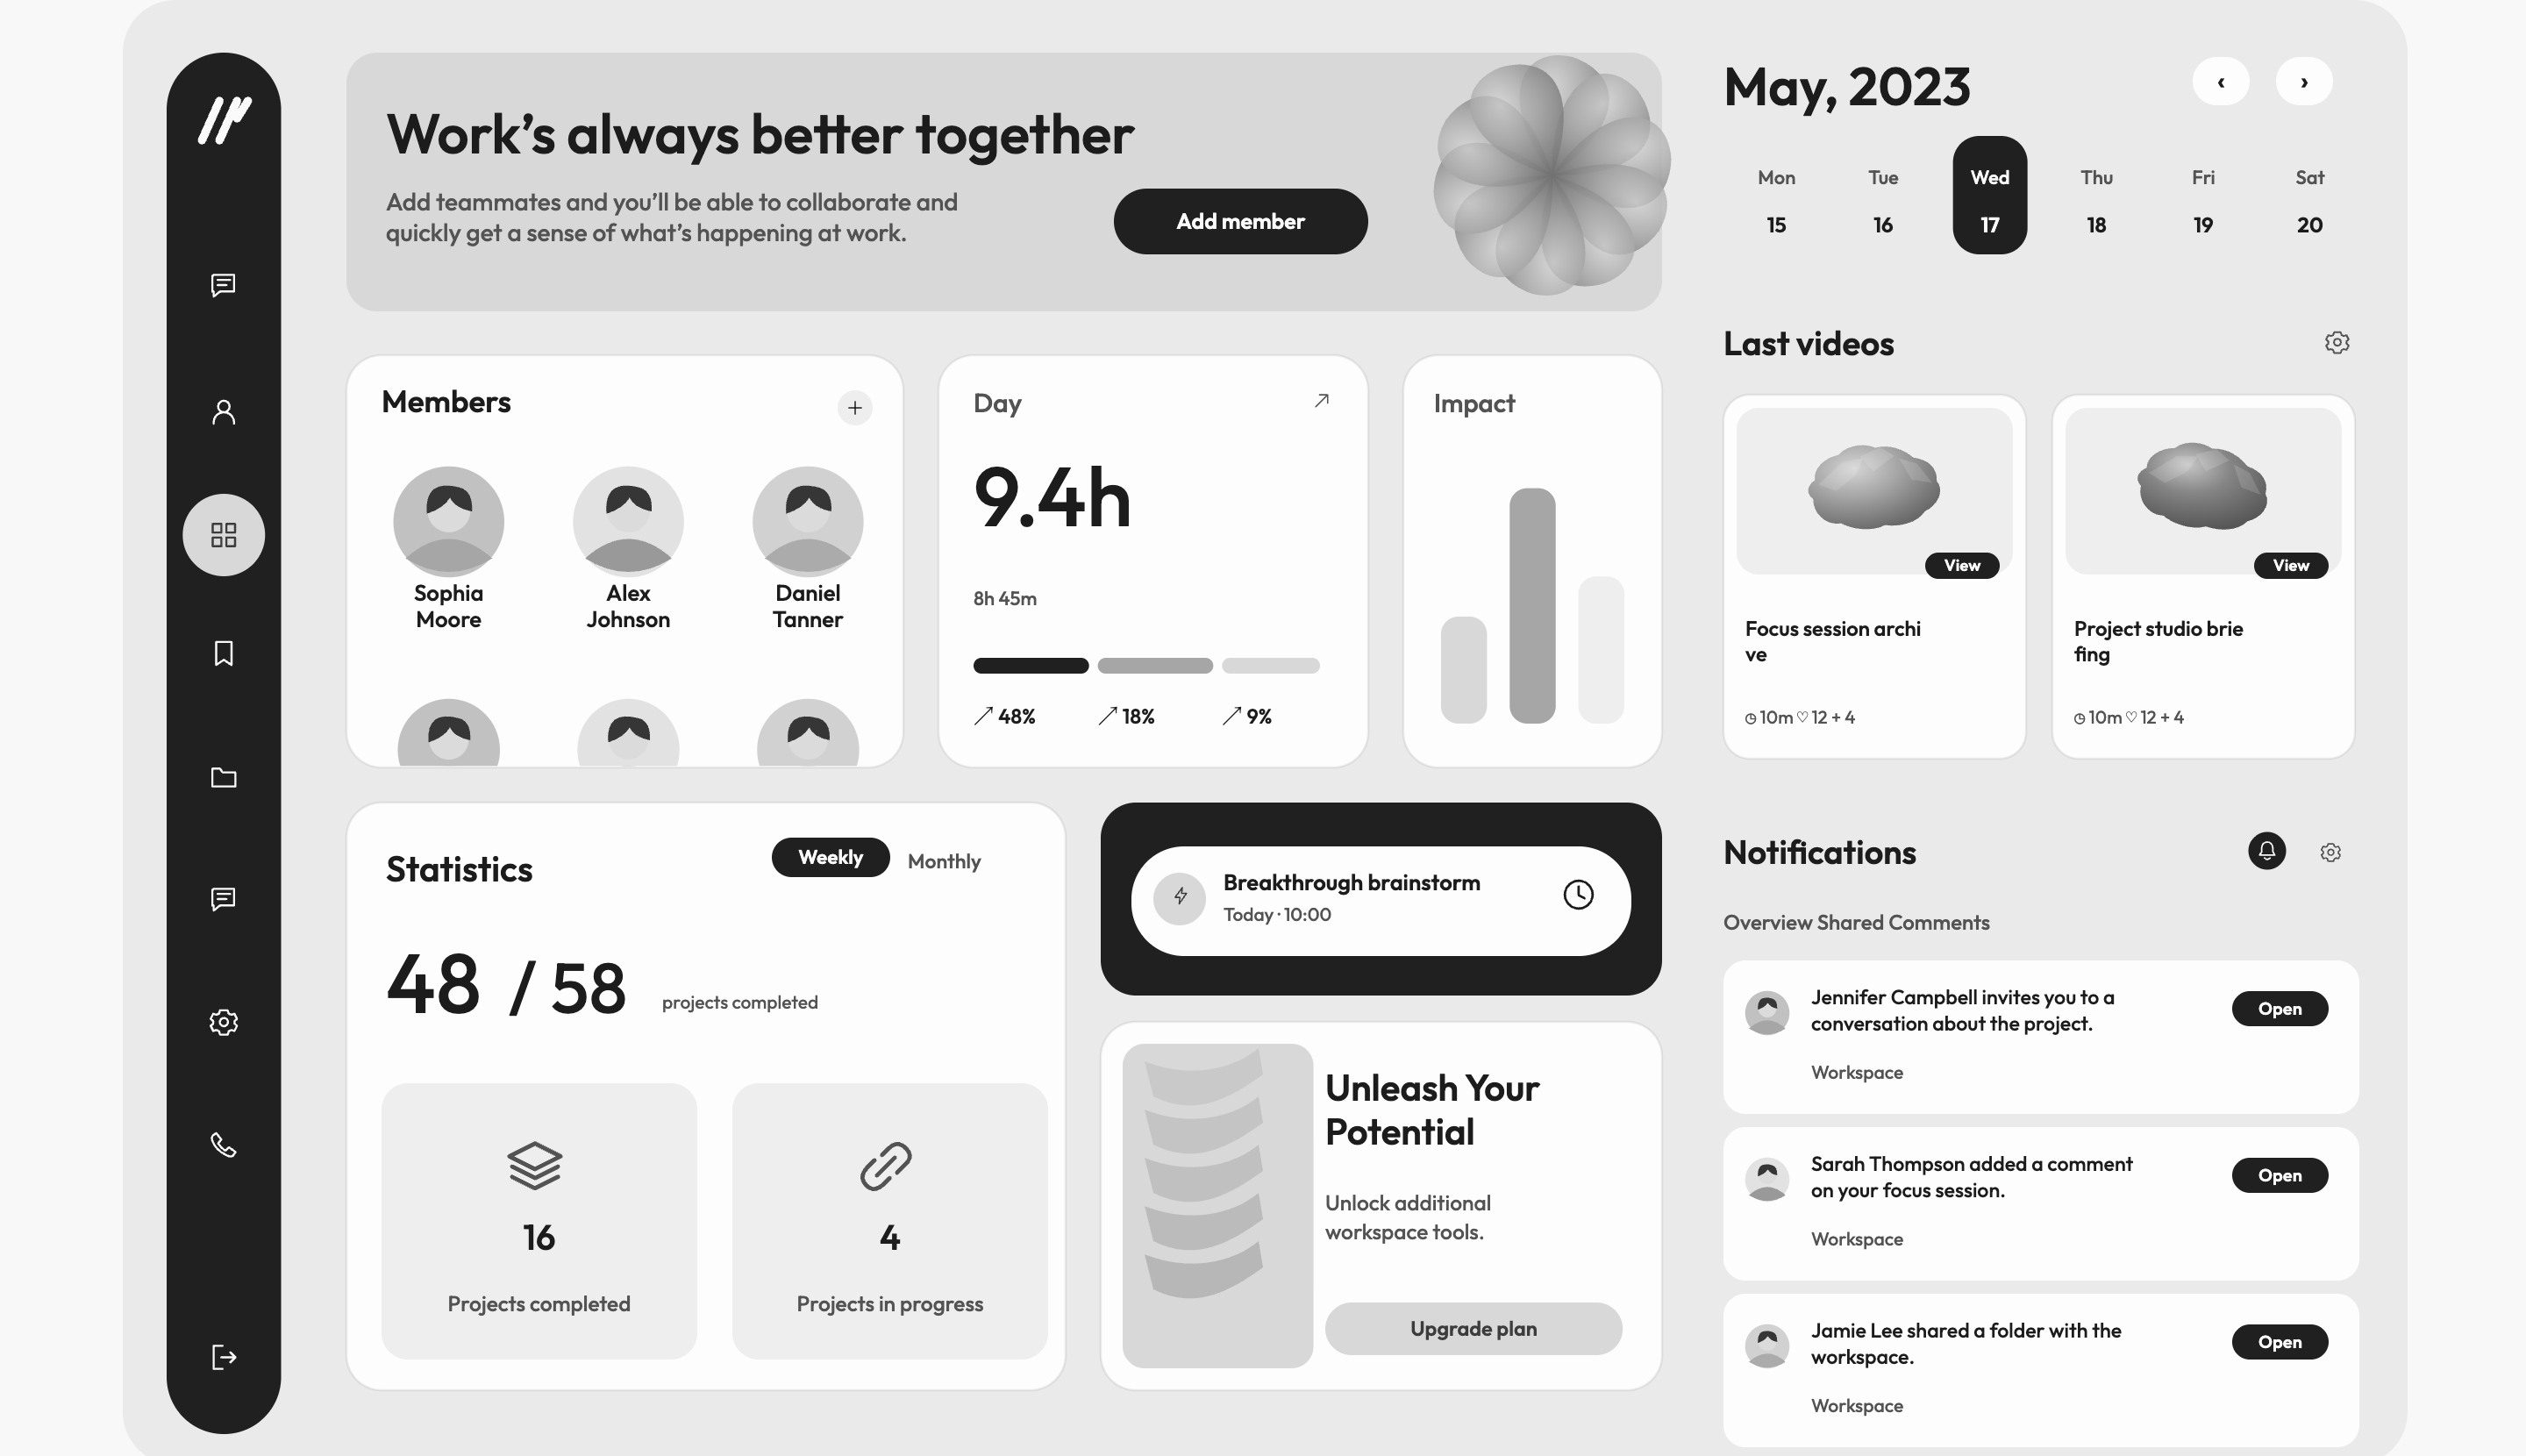 Work’s always better together
Add teammates and you’ll be able to collaborate and
quickly get a sense of what’s happening at work.
Add member
Members
+
Sophia
Moore
Alex
Johnson
Daniel
Tanner
Day
9.4h
8h 45m
48%
18%
9%
Impact
Statistics
Weekly
Monthly
48 / 58
projects completed
16
Projects completed
4
Projects in progress
Breakthrough brainstorm
Today · 10:00
Unleash Your
Potential
Unlock additional
workspace tools.
Upgrade plan
May, 2023
‹ ›
Mon Tue Wed Thu Fri Sat
15 16 17 18 19 20
Last videos
View
Focus session archi
ve
◷ 10m ♡ 12 + 4
View
Project studio brie
fing
◷ 10m ♡ 12 + 4
Notifications
Overview Shared Comments
Jennifer Campbell invites you to a
conversation about the project.
Workspace
Open
Sarah Thompson added a comment
on your focus session.
Workspace
Open
Jamie Lee shared a folder with the
workspace.
Workspace
Open